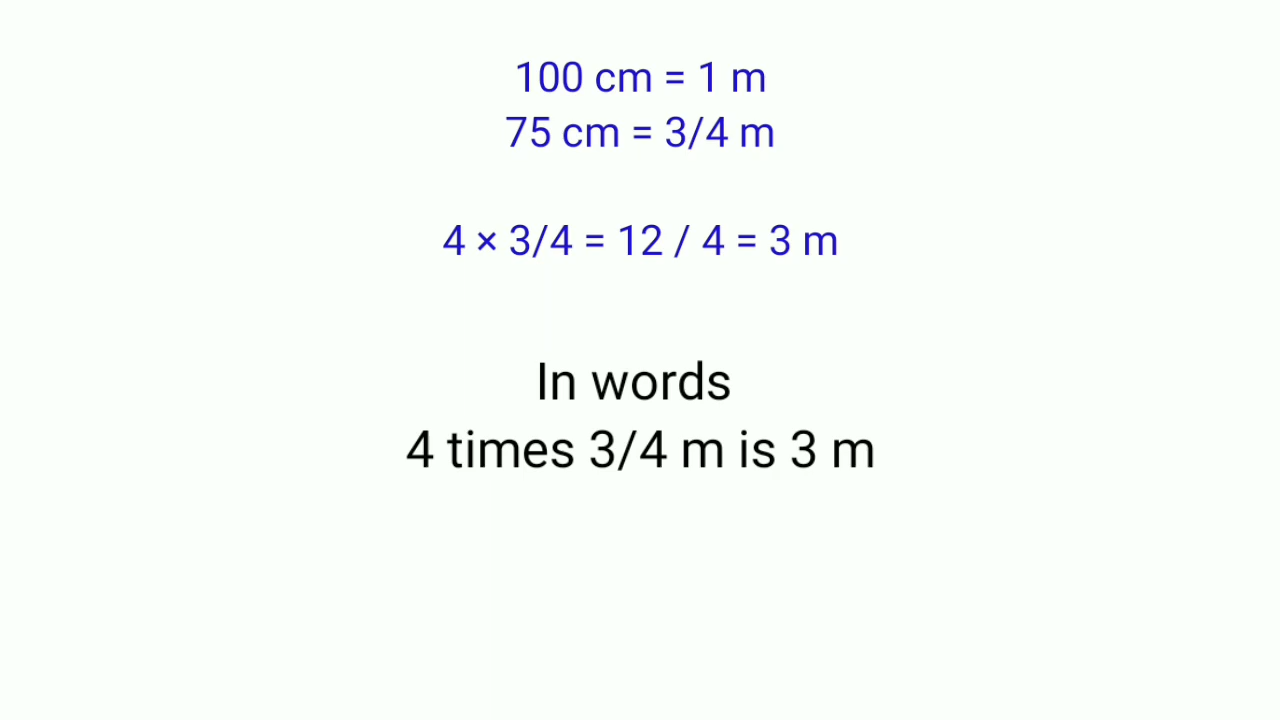 100 cm = 1 m
75 cm = 3/4 m
4 × 3/4 = 12 / 4 = 3 m
In words
4 times 3/4 m is 3 m